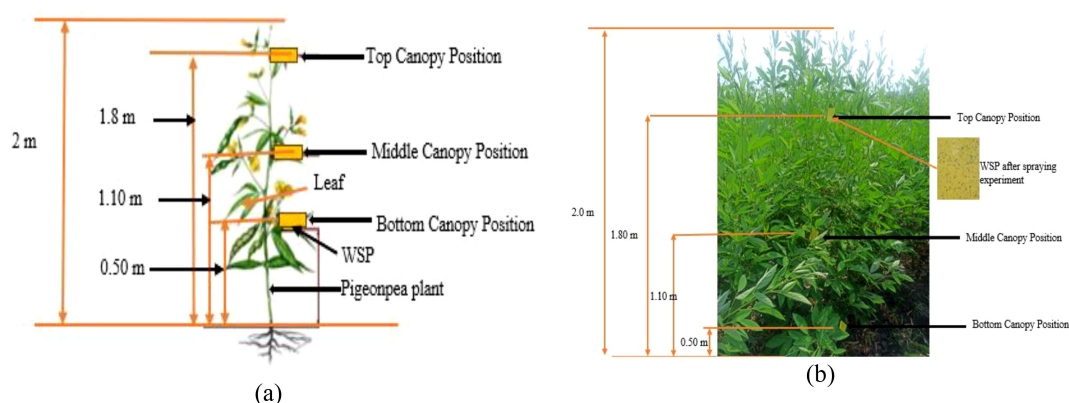 Top Canopy Position
1.8 m
2 m
Middle Canopy Position
Leaf
1.10 m
Bottom Canopy Position
WSP
0.50 m
Pigeonpea plant
(a)
Top Canopy Position
WSP after spraying
experiment
2.0 m
1.80 m
Middle Canopy Position
1.10 m
Bottom Canopy Position
0.50 m
(b)